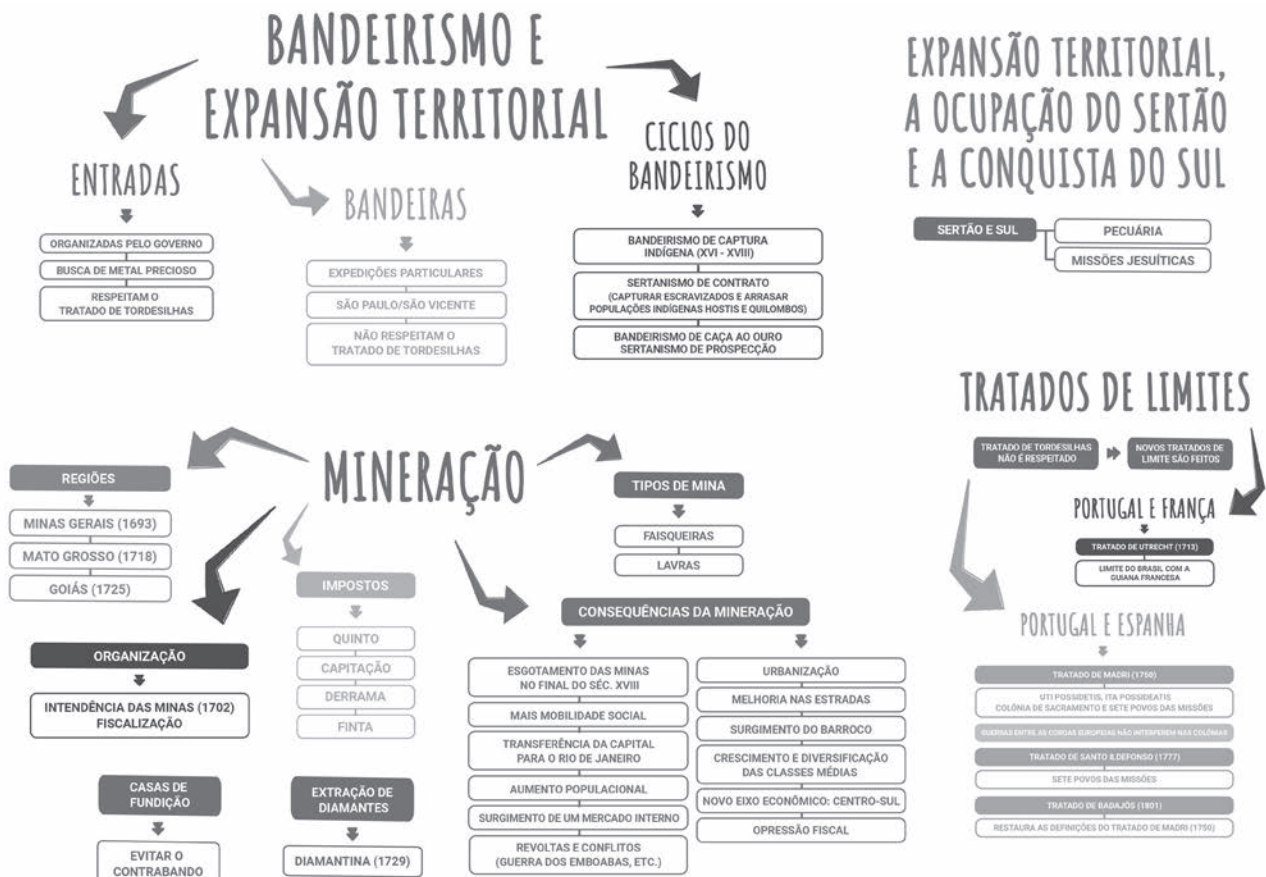 BANDEIRISMO E
EXPANSÃO TERRITORIAL
ENTRADAS
ORGANIZADAS PELO GOVERNO
BUSCA DE METAL PRECIOSO
RESPEITAM O
TRATADO DE TORDESILHAS
BANDEIRAS
EXPEDIÇÕES PARTICULARES
SÃO PAULO/SÃO VICENTE
NÃO RESPEITAM O
TRATADO DE TORDESILHAS
CICLOS DO
BANDEIRISMO
BANDEIRISMO DE CAPTURA
INDÍGENA (XVI - XVIII)
SERTANISMO DE CONTRATO
(CAPTURAR ESCRAVIZADOS E ARRASAR
POPULAÇÕES INDÍGENAS HOSTIS E QUILOMBOS)
BANDEIRISMO DE CAÇA AO OURO
SERTANISMO DE PROSPECÇÃO
EXPANSÃO TERRITORIAL,
A OCUPAÇÃO DO SERTÃO
E A CONQUISTA DO SUL
SERTÃO E SUL
PECUÁRIA
MISSÕES JESUÍTICAS
MINERAÇÃO
REGIÕES
MINAS GERAIS (1693)
MATO GROSSO (1718)
GOIÁS (1725)
ORGANIZAÇÃO
INTENDÊNCIA DAS MINAS (1702)
FISCALIZAÇÃO
CASAS DE
FUNDIÇÃO
EVITAR O
CONTRABANDO
IMPOSTOS
QUINTO
CAPITAÇÃO
DERRAMA
FINTA
EXTRAÇÃO DE
DIAMANTES
DIAMANTINA (1729)
TIPOS DE MINA
FAISQUEIRAS
LAVRAS
CONSEQUÊNCIAS DA MINERAÇÃO
ESGOTAMENTO DAS MINAS
NO FINAL DO SÉC. XVIII
MAIS MOBILIDADE SOCIAL
TRANSFERÊNCIA DA CAPITAL
PARA O RIO DE JANEIRO
AUMENTO POPULACIONAL
SURGIMENTO DE UM MERCADO INTERNO
REVOLTAS E CONFLITOS
(GUERRA DOS EMBOABAS, ETC.)
URBANIZAÇÃO
MELHORIA NAS ESTRADAS
SURGIMENTO DO BARROCO
CRESCIMENTO E DIVERSIFICAÇÃO
DAS CLASSES MÉDIAS
NOVO EIXO ECONÔMICO: CENTRO-SUL
OPRESSÃO FISCAL
TRATADOS DE LIMITES
TRATADO DE TORDESILHAS
NÃO É RESPEITADO
NOVOS TRATADOS DE
LIMITE SÃO FEITOS
PORTUGAL E FRANÇA
TRATADO DE UTRECHT (1713)
LIMITE DO BRASIL COM A
GUIANA FRANCESA
PORTUGAL E ESPANHA
TRATADO DE MADRI (1750)
UTI POSSIDETIS, ITA POSSIDEATIS
COLÔNIA DE SACRAMENTO E SETE POVOS DAS MISSÕES
GUERRAS ENTRE AS COROAS EUROPEIAS NÃO INTERFEREM NAS COLÔNIAS
TRATADO DE SANTO ILDEFONSO (1777)
SETE POVOS DAS MISSÕES
TRATADO DE BADAJÓS (1801)
RESTAURA AS DEFINIÇÕES DO TRATADO DE MADRI (1750)